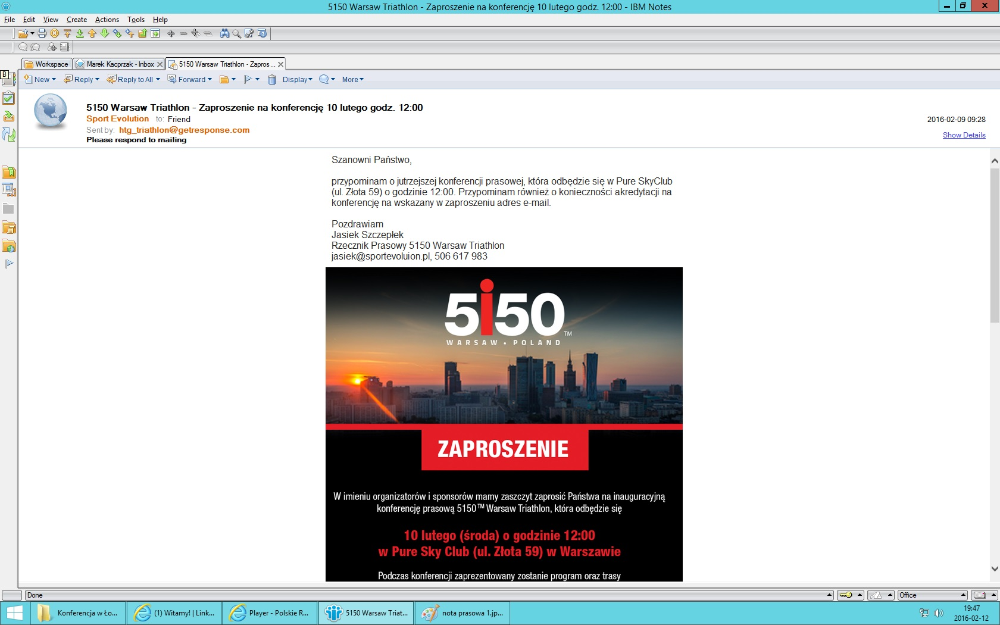 5150 Warsaw Triathlon - Zaproszenie na konferencję 10 lutego godz. 12:00 - IBM Notes
File Edit View Create Actions Tools Help
Workspace
Marek Kacprzak - Inbox
5150 Warsaw Triathlon - Zapros...
B
New Reply Reply to All Forward Display More
5150 Warsaw Triathlon - Zaproszenie na konferencję 10 lutego godz. 12:00
Sport Evolution to: Friend
2016-02-09 09:28
Sent by: htg_triathlon@getresponse.com
Show Details
Please respond to mailing
Szanowni Państwo,
przypominam o jutrzejszej konferencji prasowej, która odbędzie się w Pure SkyClub
(ul. Złota 59) o godzinie 12:00. Przypominam również o konieczności akredytacji na
konferencję na wskazany w zaproszeniu adres e-mail.
Pozdrawiam
Jasiek Szczepłek
Rzecznik Prasowy 5150 Warsaw Triathlon
jasiek@sportevoluion.pl, 506 617 983
5i50 TM
WARSAW • POLAND
ZAPROSZENIE
W imieniu organizatorów i sponsorów mamy zaszczyt zaprosić Państwa na inauguracyjną
konferencję prasową 5150™ Warsaw Triathlon, która odbędzie się
10 lutego (środa) o godzinie 12:00
w Pure Sky Club (ul. Złota 59) w Warszawie
Podczas konferencji zaprezentowany zostanie program oraz trasy
Done
Office
Konferencja w Ło...
(1) Witamy! | Link...
Player - Polskie R...
5150 Warsaw Triat...
nota prasowa 1.jp...
19:47
2016-02-12